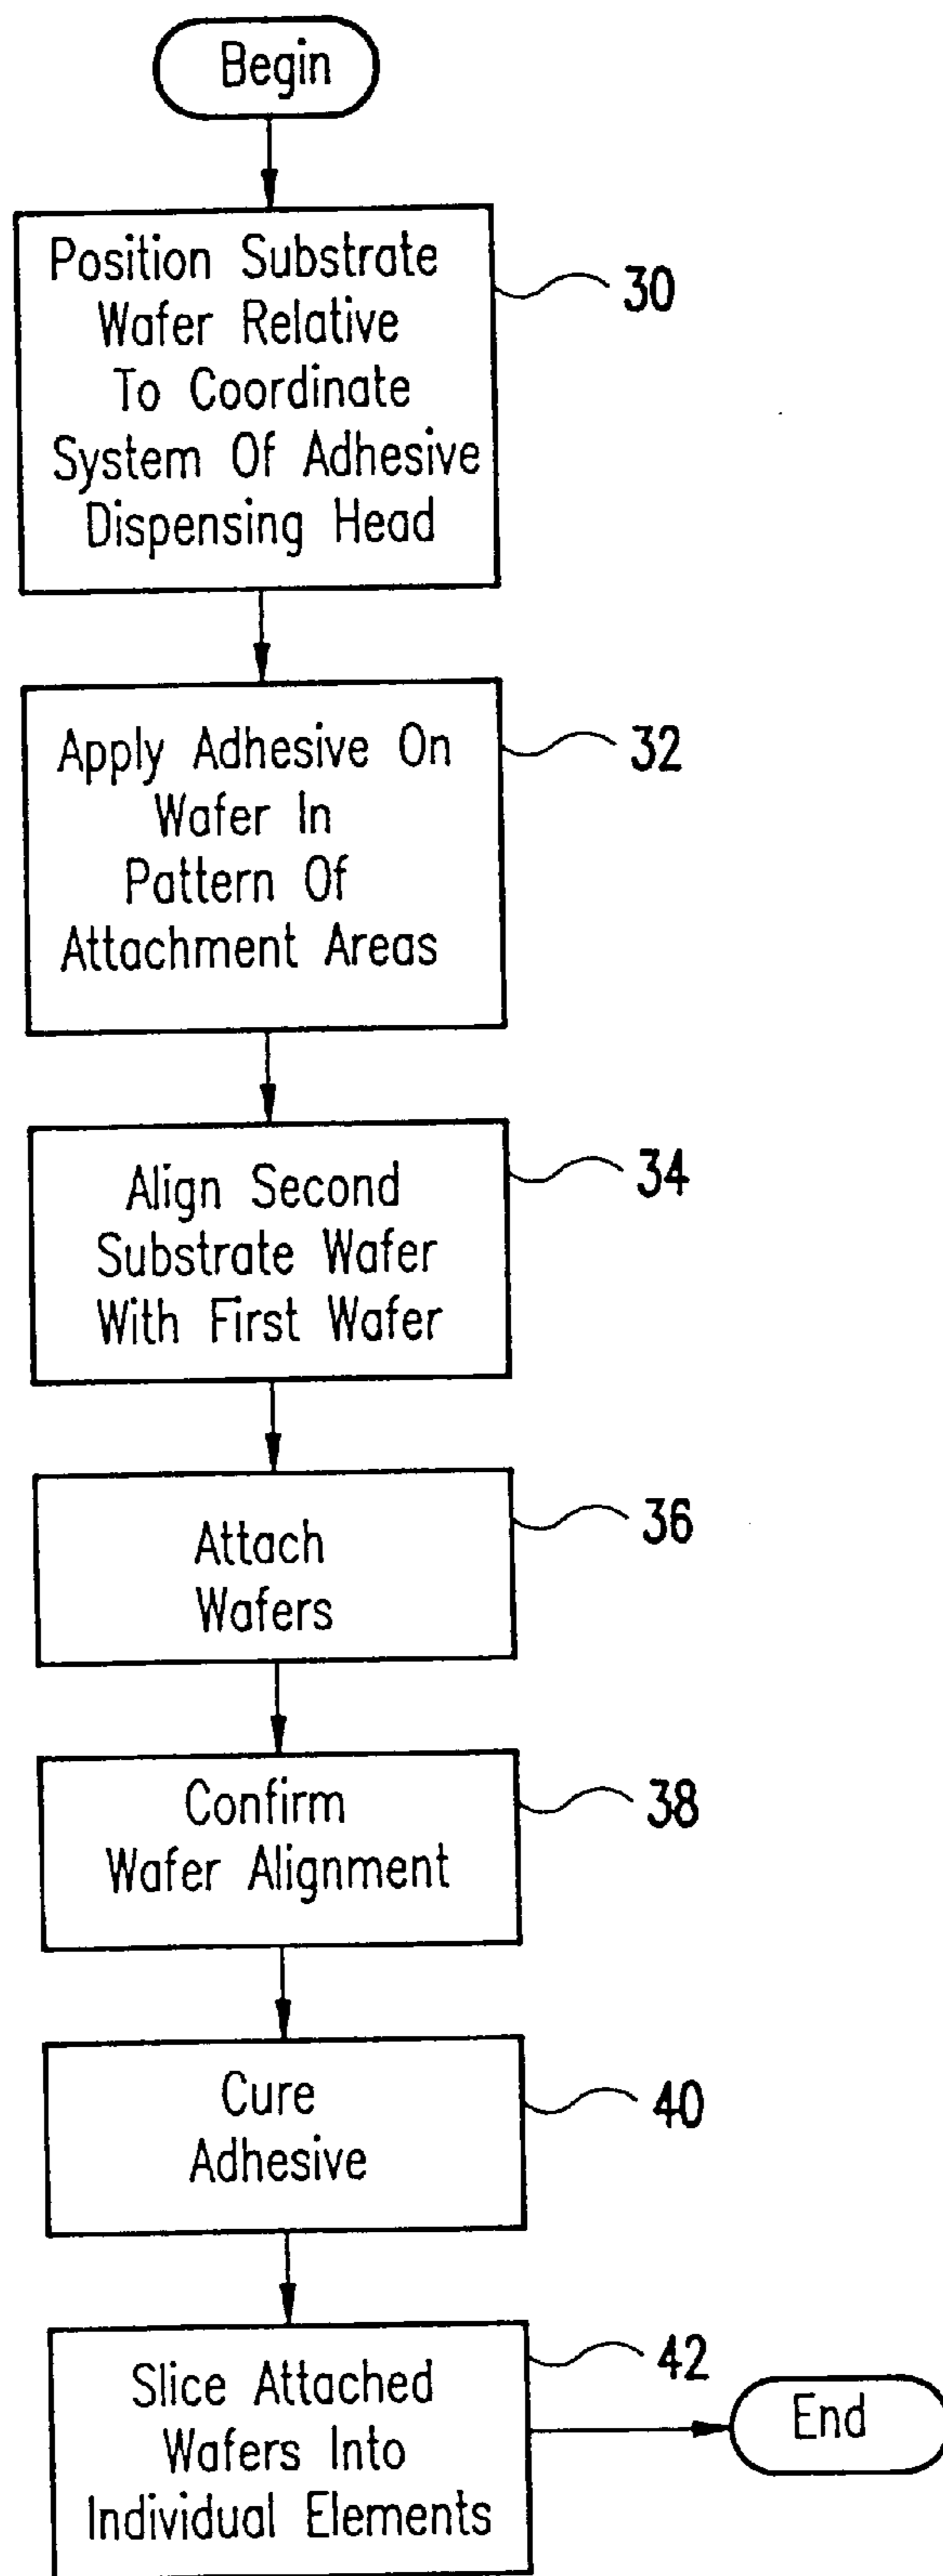 Begin
Position Substrate
Wafer Relative
To Coordinate
System Of Adhesive
Dispensing Head
30
Apply Adhesive On
Wafer In
Pattern Of
Attachment Areas
32
Align Second
Substrate Wafer
With First Wafer
34
Attach
Wafers
36
Confirm
Wafer Alignment
38
Cure
Adhesive
40
Slice Attached
Wafers Into
Individual Elements
42
End